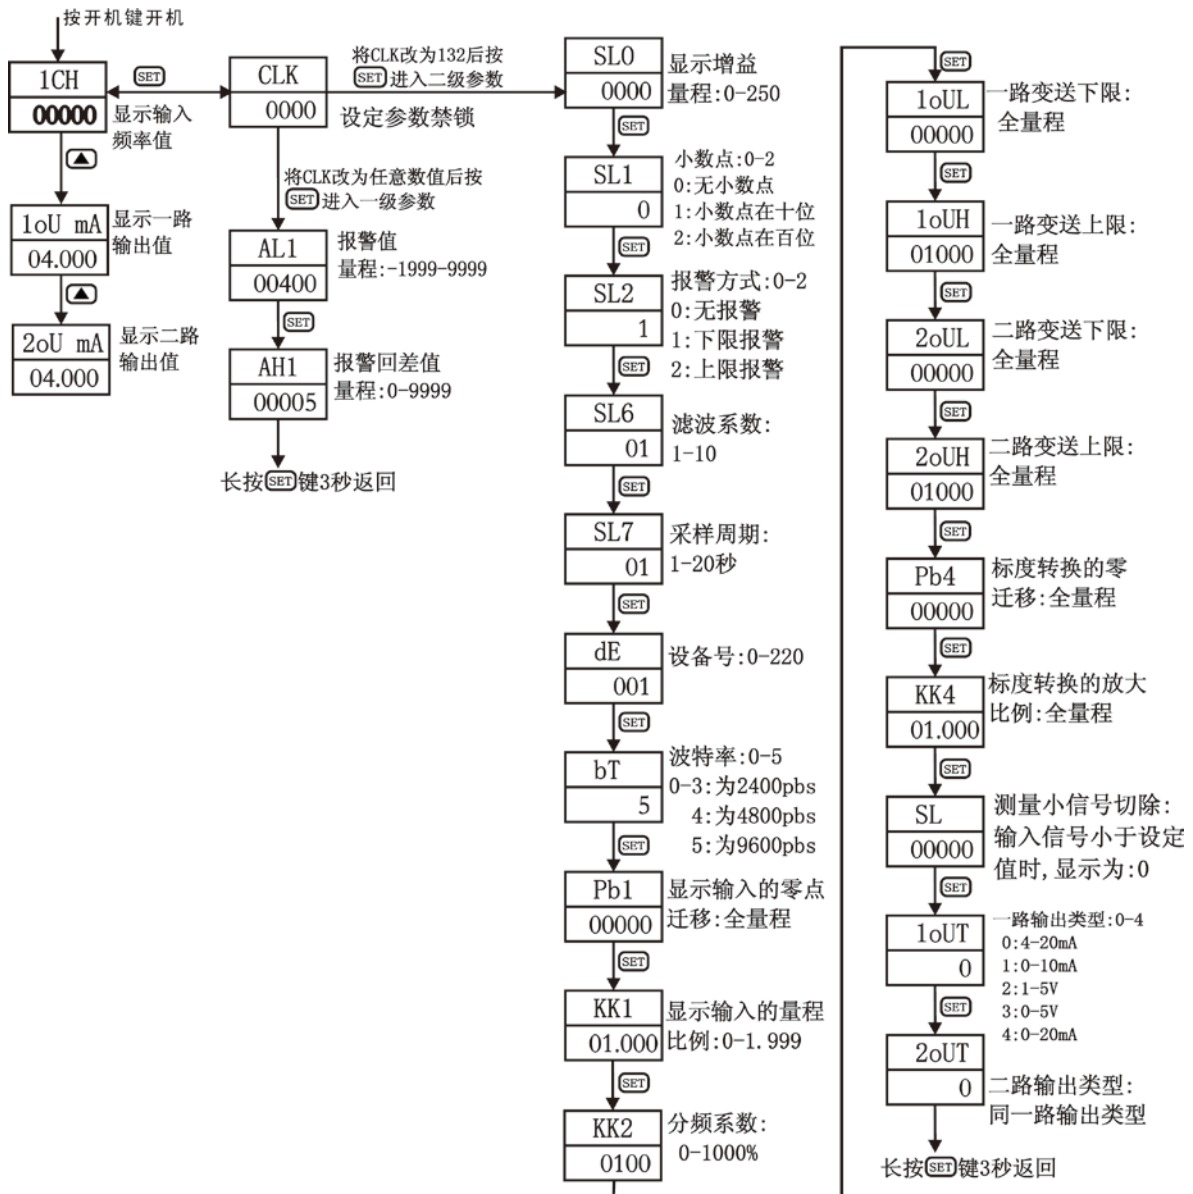 按开机键开机
1CH
00000
显示输入
频率值
1oU mA
04.000
显示一路
输出值
2oU mA
04.000
显示二路
输出值
SET
CLK
0000
将CLK改为132后按
SET进入二级参数
设定参数禁锁
将CLK改为任意数值后按
SET进入一级参数
AL1
00400
报警值
量程:-1999-9999
SET
AH1
00005
报警回差值
量程:0-9999
长按SET键3秒返回
SL0
0000
显示增益
量程:0-250
SET
SL1
0
小数点:0-2
0:无小数点
1:小数点在十位
2:小数点在百位
SET
SL2
1
报警方式:0-2
0:无报警
1:下限报警
2:上限报警
SET
SL6
01
滤波系数:
1-10
SET
SL7
01
采样周期:
1-20秒
SET
dE
001
设备号:0-220
SET
bT
5
波特率:0-5
0-3:为2400pbs
4:为4800pbs
5:为9600pbs
SET
Pb1
00000
显示输入的零点
迁移:全量程
SET
KK1
01.000
显示输入的量程
比例:0-1.999
SET
KK2
0100
分频系数:
0-1000%
SET
1oUL
00000
一路变送下限:
全量程
SET
1oUH
01000
一路变送上限:
全量程
SET
2oUL
00000
二路变送下限:
全量程
SET
2oUH
01000
二路变送上限:
全量程
SET
Pb4
00000
标度转换的零
迁移:全量程
SET
KK4
01.000
标度转换的放大
比例:全量程
SET
SL
00000
测量小信号切除:
输入信号小于设定
值时,显示为:0
SET
1oUT
0
一路输出类型:0-4
0:4-20mA
1:0-10mA
2:1-5V
3:0-5V
4:0-20mA
SET
2oUT
0
二路输出类型:
同一路输出类型
长按SET键3秒返回